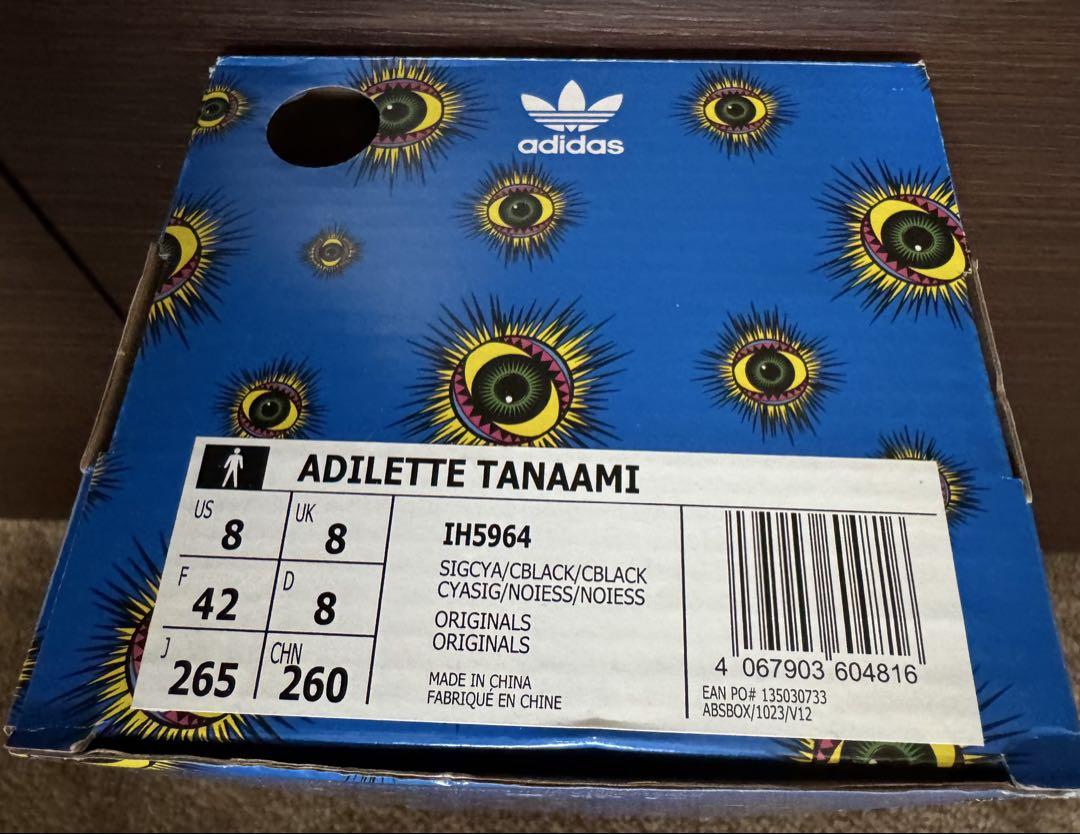 adidas
ADILETTE TANAAMI
US 8
UK 8
F 42
D 8
J 265
CHN 260
IH5964
SIGCYA/CBLACK/CBLACK
CYASIG/NOIESS/NOIESS
ORIGINALS
ORIGINALS
MADE IN CHINA
FABRIQUÉ EN CHINE
4 067903 604816
EAN PO# 135030733
ABSBOX/1023/V12